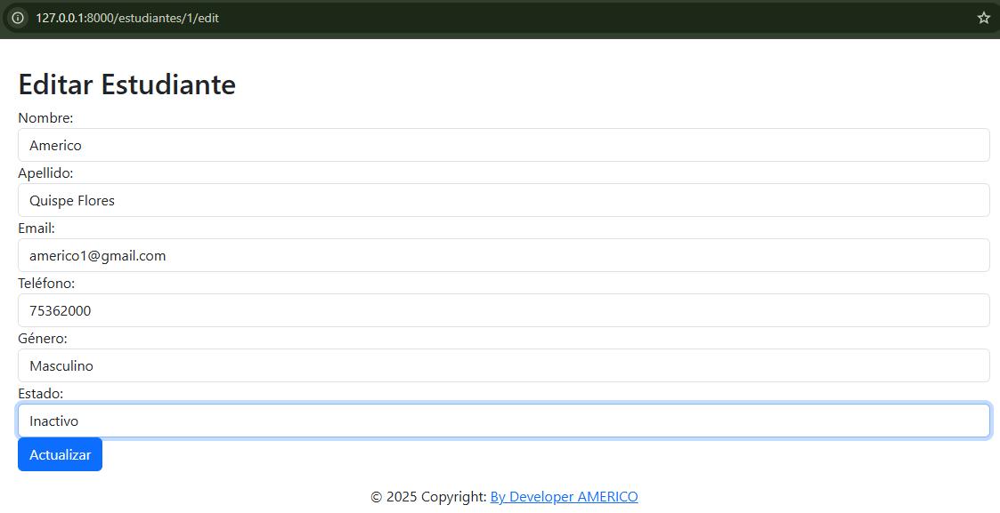 127.0.0.1:8000/estudiantes/1/edit
Editar Estudiante
Nombre:
Americo
Apellido:
Quispe Flores
Email:
americo1@gmail.com
Teléfono:
75362000
Género:
Masculino
Estado:
Inactivo
Actualizar
© 2025 Copyright: By Developer AMERICO